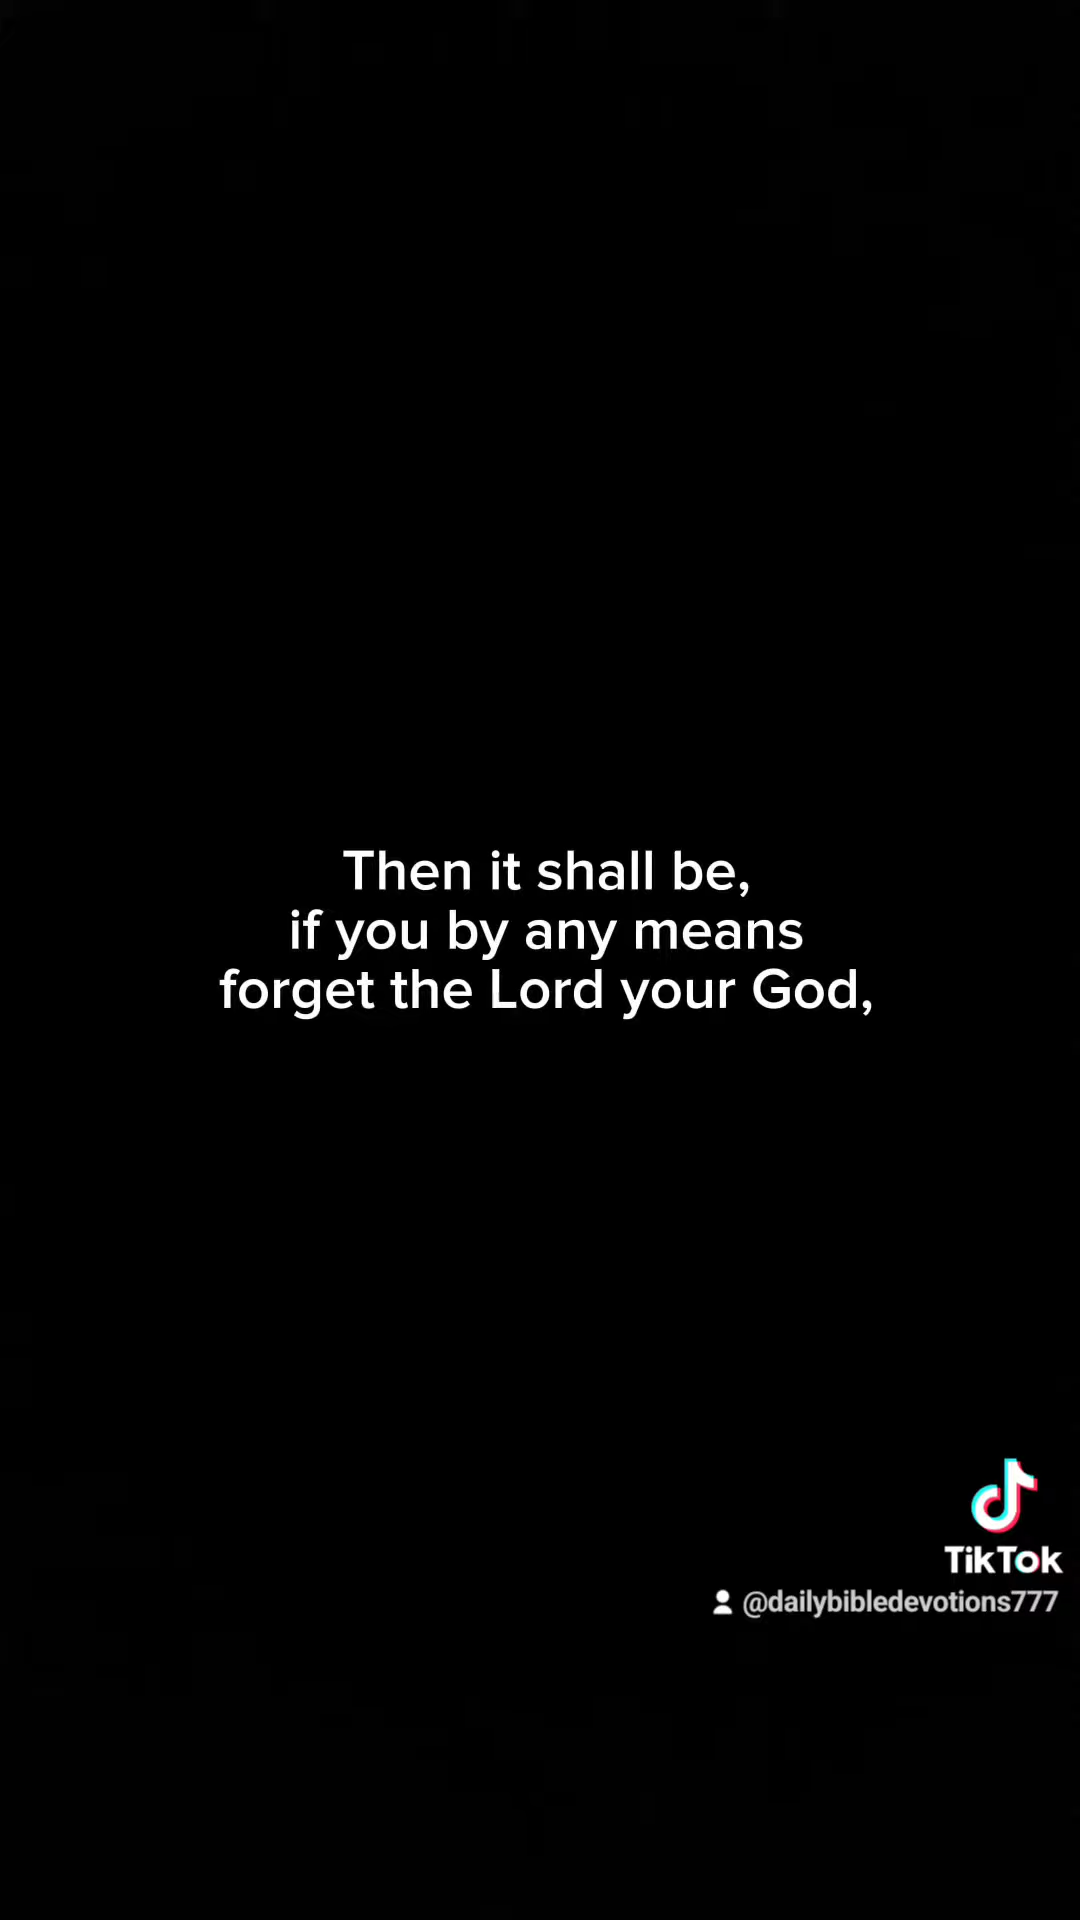 Then it shall be,
if you by any means
forget the Lord your God,
TikTok
@dailybibledevotions777